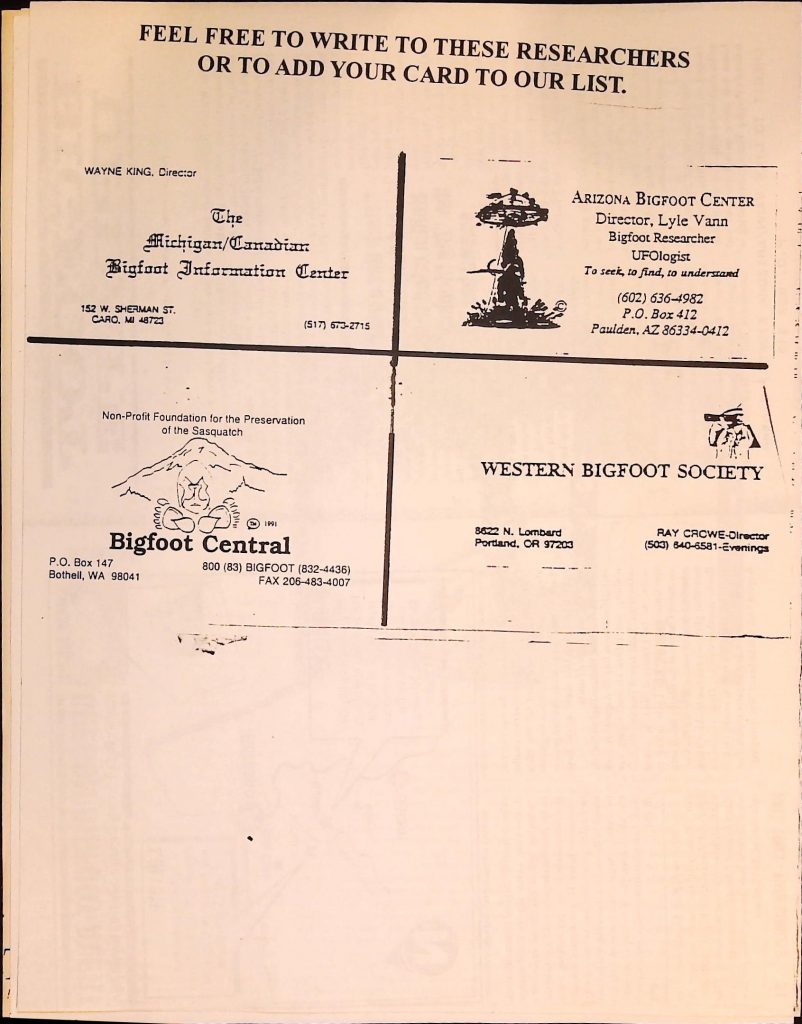 FEEL FREE TO WRITE TO THESE RESEARCHERS
OR TO ADD YOUR CARD TO OUR LIST.
WAYNE KING, Director
The
Michigan/Canadian
Bigfoot Information Center
152 W. SHERMAN ST.
CARO, MI 48723
(517) 673-2715
ARIZONA BIGFOOT CENTER
Director, Lyle Vann
Bigfoot Researcher
UFOlogist
To seek, to find, to understand
(602) 636-4982
P.O. Box 412
Paulden, AZ 86334-0412
©
Non-Profit Foundation for the Preservation
of the Sasquatch
TM 1991
Bigfoot Central
P.O. Box 147
Bothell, WA 98041
800 (83) BIGFOOT (832-4436)
FAX 206-483-4007
WESTERN BIGFOOT SOCIETY
8622 N. Lombard
Portland, OR 97203
RAY CROWE-Director
(503) 640-6581-Evenings